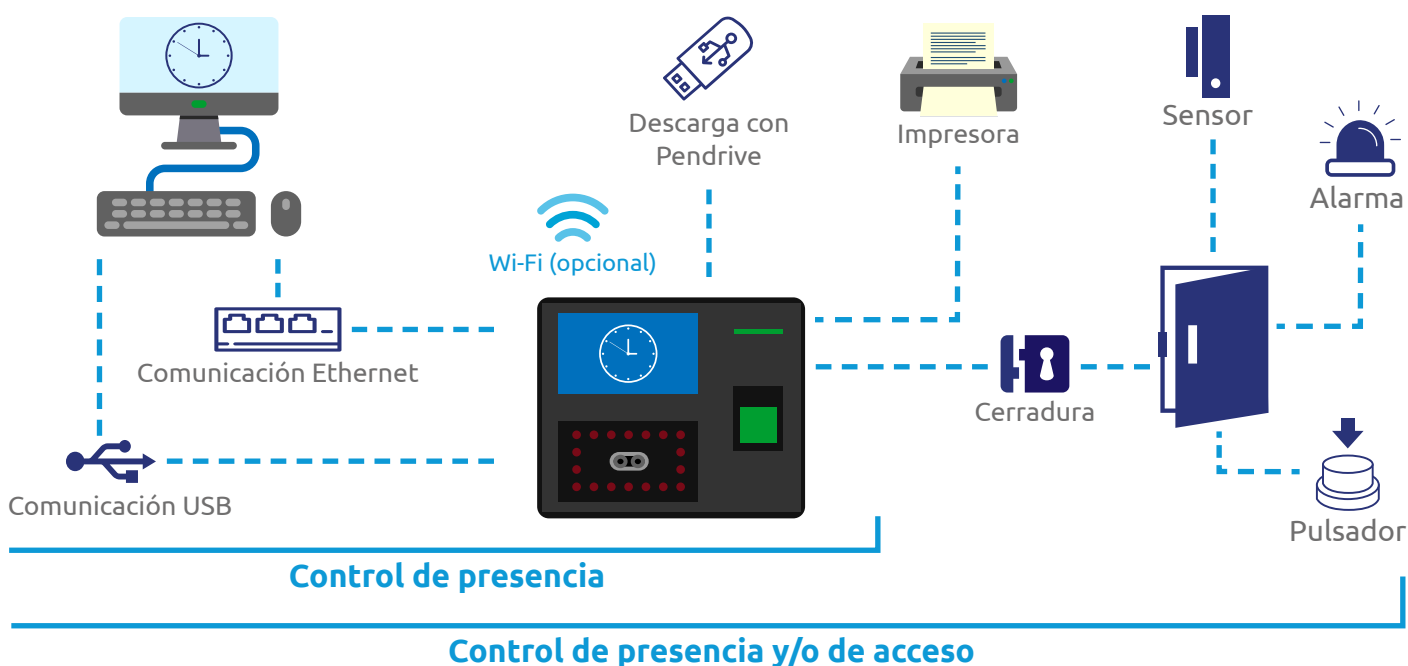 Descarga con
Pendrive
Impresora
Sensor
Alarma
Wi-Fi (opcional)
Comunicación Ethernet
Cerradura
Comunicación USB
Pulsador
Control de presencia
Control de presencia y/o de acceso